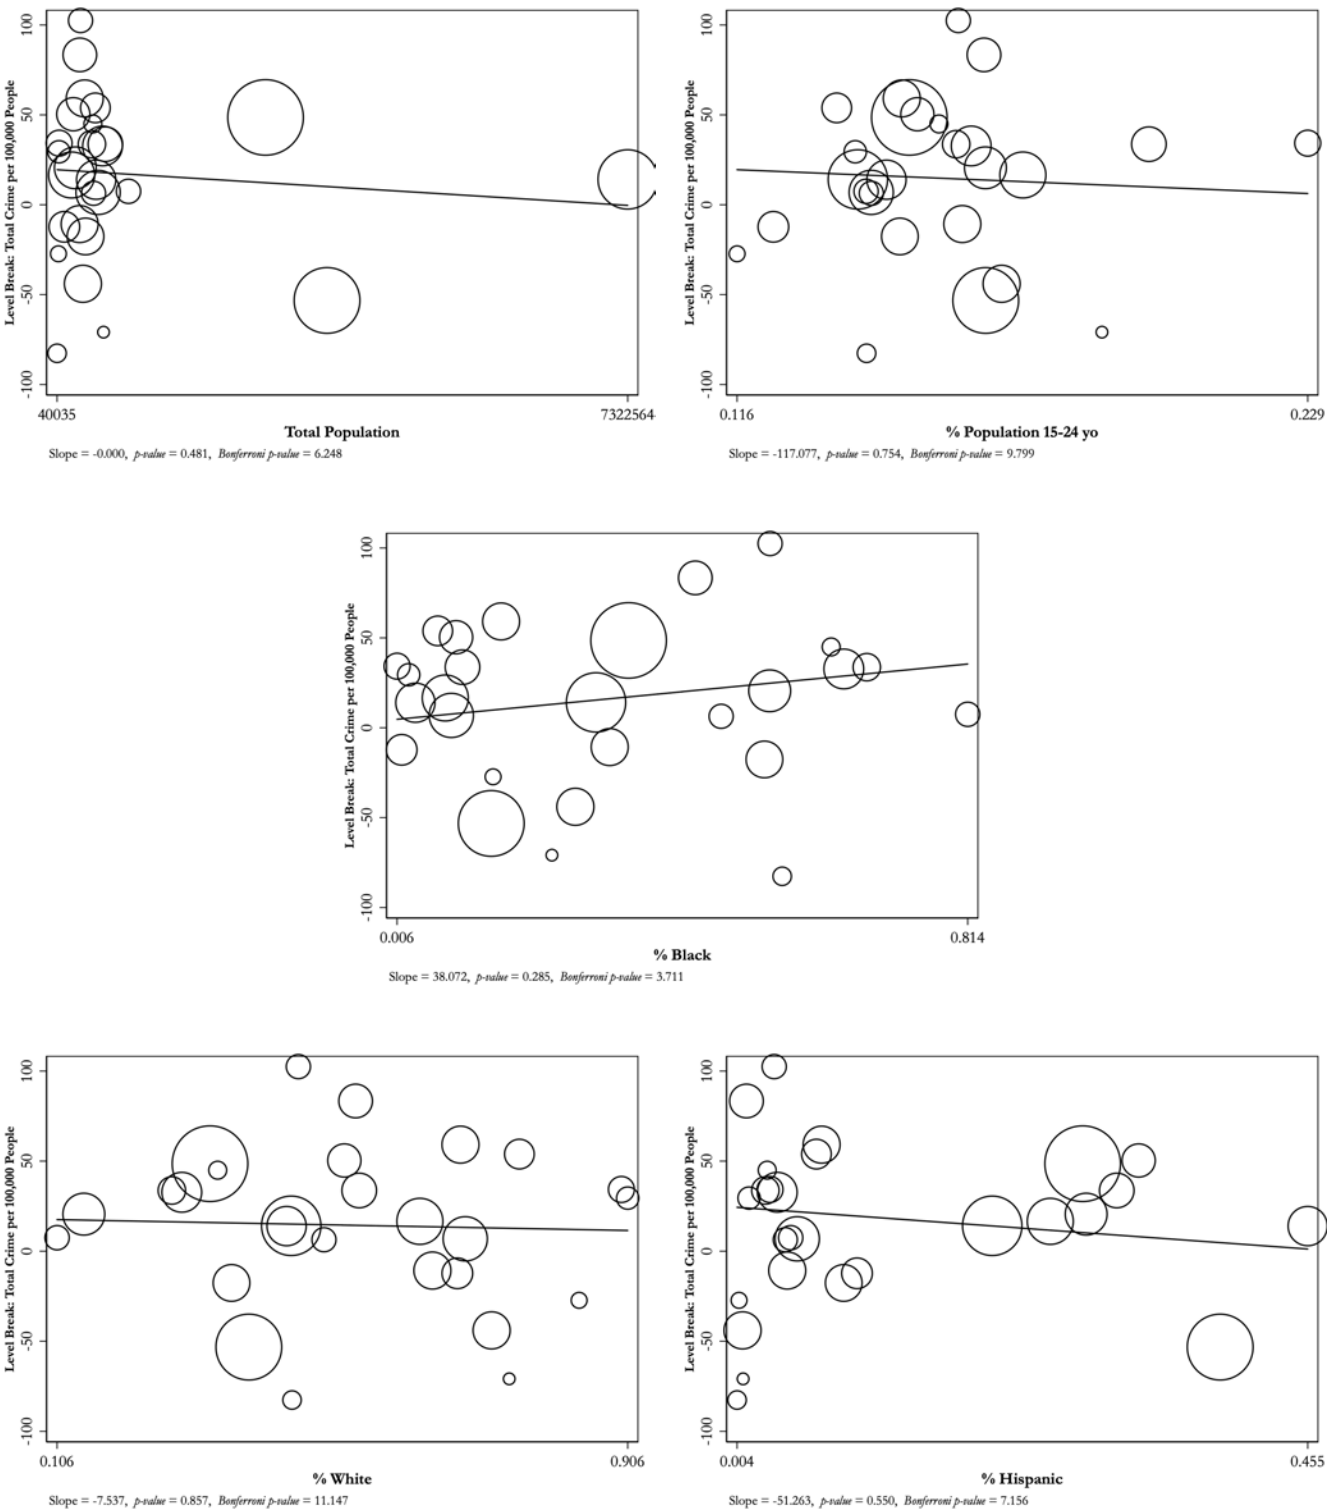 Level Break: Total Crime per 100,000 People
100
50
0
-50
-100
40035
7322564
Total Population
Slope = -0.000, p-value = 0.481, Bonferroni p-value = 6.248
Level Break: Total Crime per 100,000 People
100
50
0
-50
-100
0.116
0.229
% Population 15-24 yo
Slope = -117.077, p-value = 0.754, Bonferroni p-value = 9.799
Level Break: Total Crime per 100,000 People
100
50
0
-50
-100
0.006
0.814
% Black
Slope = 38.072, p-value = 0.285, Bonferroni p-value = 3.711
Level Break: Total Crime per 100,000 People
100
50
0
-50
-100
0.106
0.906
% White
Slope = -7.537, p-value = 0.857, Bonferroni p-value = 11.147
Level Break: Total Crime per 100,000 People
100
50
0
-50
-100
0.004
0.455
% Hispanic
Slope = -51.263, p-value = 0.550, Bonferroni p-value = 7.156